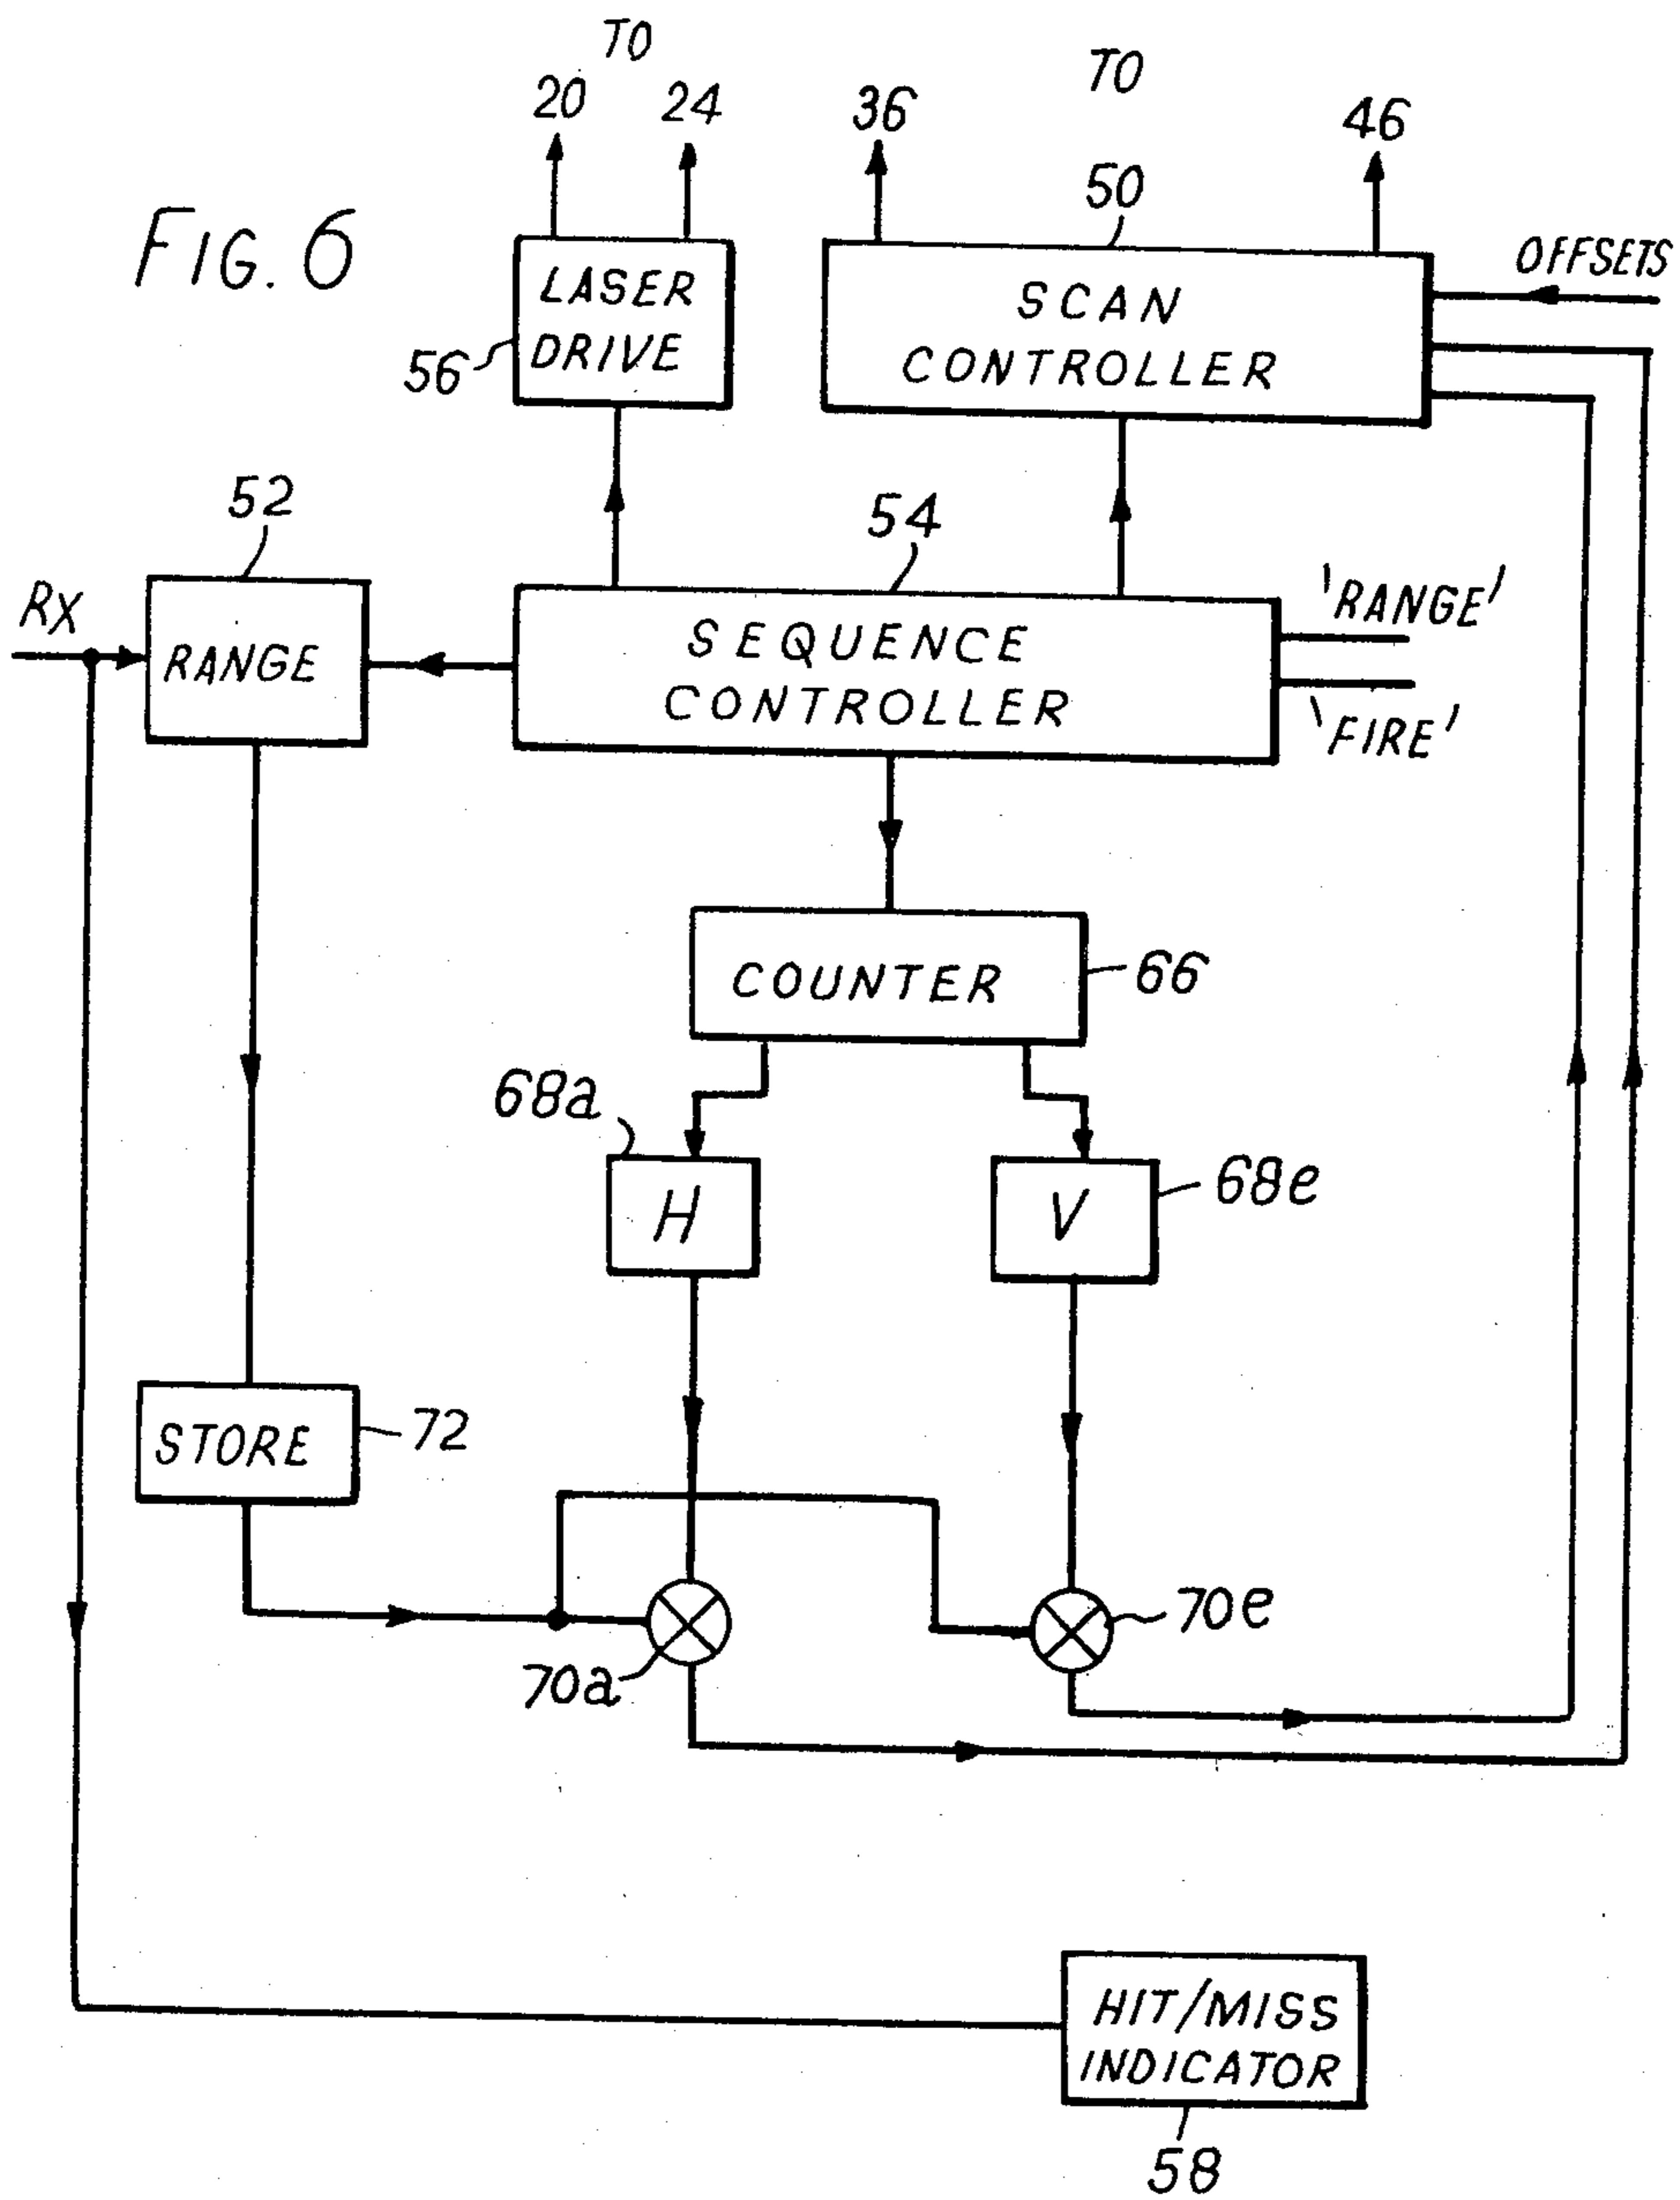 TO
TO
20
24
36
46
50
FIG. 6
OFFSETS
LASER
DRIVE
56
SCAN
CONTROLLER
52
54
RX
RANGE
SEQUENCE
CONTROLLER
'RANGE'
'FIRE'
COUNTER
66
68a
H
V
68e
STORE
72
70a
70e
HIT/MISS
INDICATOR
58